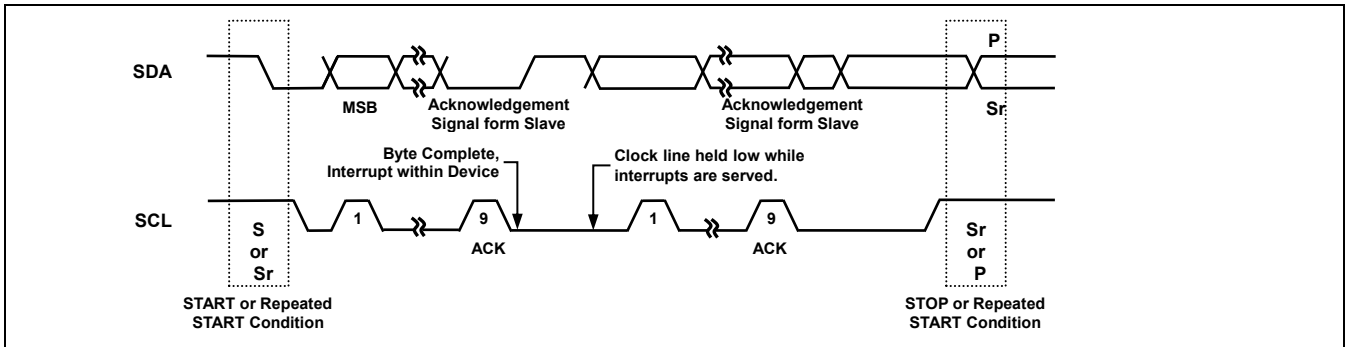 P
SDA
MSB
Acknowledgement
Signal form Slave
Acknowledgement
Signal form Slave
Sr
Byte Complete,
Interrupt within Device
Clock line held low while
interrupts are served.
SCL
1
9
1
9
S
or
Sr
ACK
ACK
Sr
or
P
START or Repeated
START Condition
STOP or Repeated
START Condition